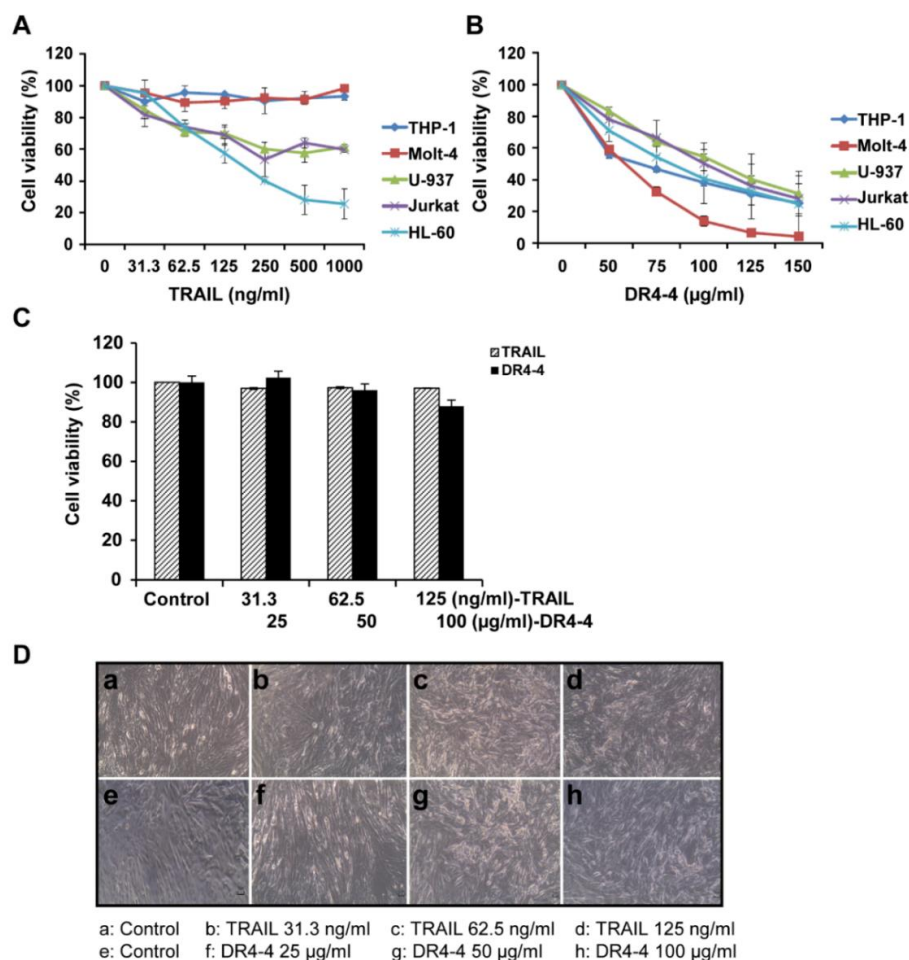 A
B
Cell viability (%)
120
100
80
60
40
20
0
0 31.3 62.5 125 250 500 1000
TRAIL (ng/ml)
THP-1
Molt-4
U-937
Jurkat
HL-60
Cell viability (%)
120
100
80
60
40
20
0
0 50 75 100 125 150
DR4-4 (µg/ml)
THP-1
Molt-4
U-937
Jurkat
HL-60
C
Cell viability (%)
120
100
80
60
40
20
0
TRAIL
DR4-4
Control 31.3 62.5 125 (ng/ml)-TRAIL
25 50 100 (µg/ml)-DR4-4
D
a b c d
e f g h
a: Control b: TRAIL 31.3 ng/ml c: TRAIL 62.5 ng/ml d: TRAIL 125 ng/ml
e: Control f: DR4-4 25 µg/ml g: DR4-4 50 µg/ml h: DR4-4 100 µg/ml